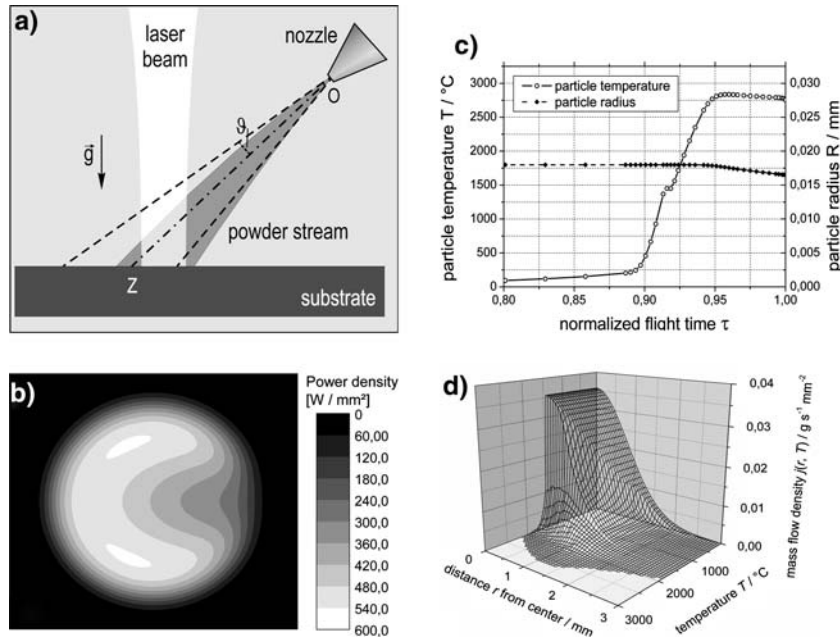 a)
laser
beam
nozzle
O
ϑ
g
powder stream
Z
substrate
b)
Power density
[W / mm²]
0
60,00
120,0
180,0
240,0
300,0
360,0
420,0
480,0
540,0
600,0
c)
particle temperature
particle radius
particle temperature T / °C
3000
2500
2000
1500
1000
500
0
0,80
0,85
0,90
0,95
1,00
normalized flight time τ
0,030
0,025
0,020
0,015
0,010
0,005
0,000
particle radius R / mm
d)
0,04
0,03
0,02
0,01
0,00
mass flow density j(r, T) / g s⁻¹ mm⁻²
0
1
2
3
distance r from center / mm
3000
2000
1000
temperature T / °C